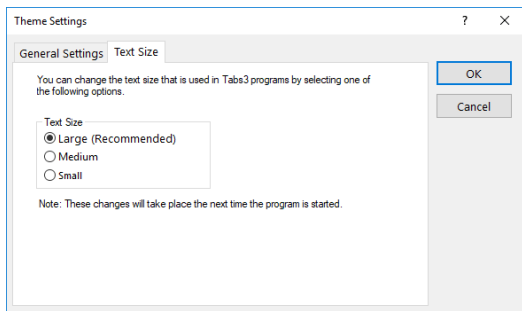 Theme Settings
General Settings Text Size
You can change the text size that is used in Tabs3 programs by selecting one of
the following options.
Text Size
Large (Recommended)
Medium
Small
Note: These changes will take place the next time the program is started.
OK
Cancel